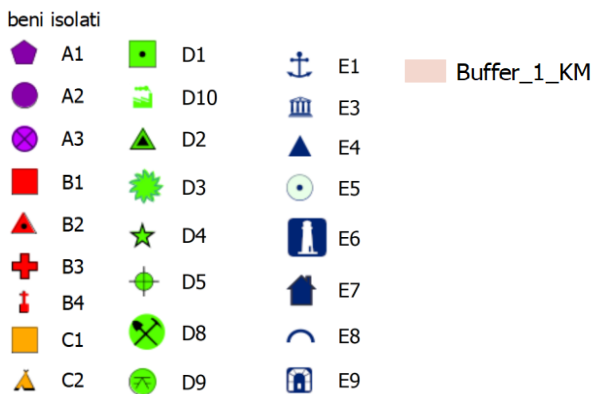 beni isolati
A1
A2
A3
B1
B2
B3
B4
C1
C2
D1
D10
D2
D3
D4
D5
D8
D9
E1
E3
E4
E5
E6
E7
E8
E9
Buffer_1_KM